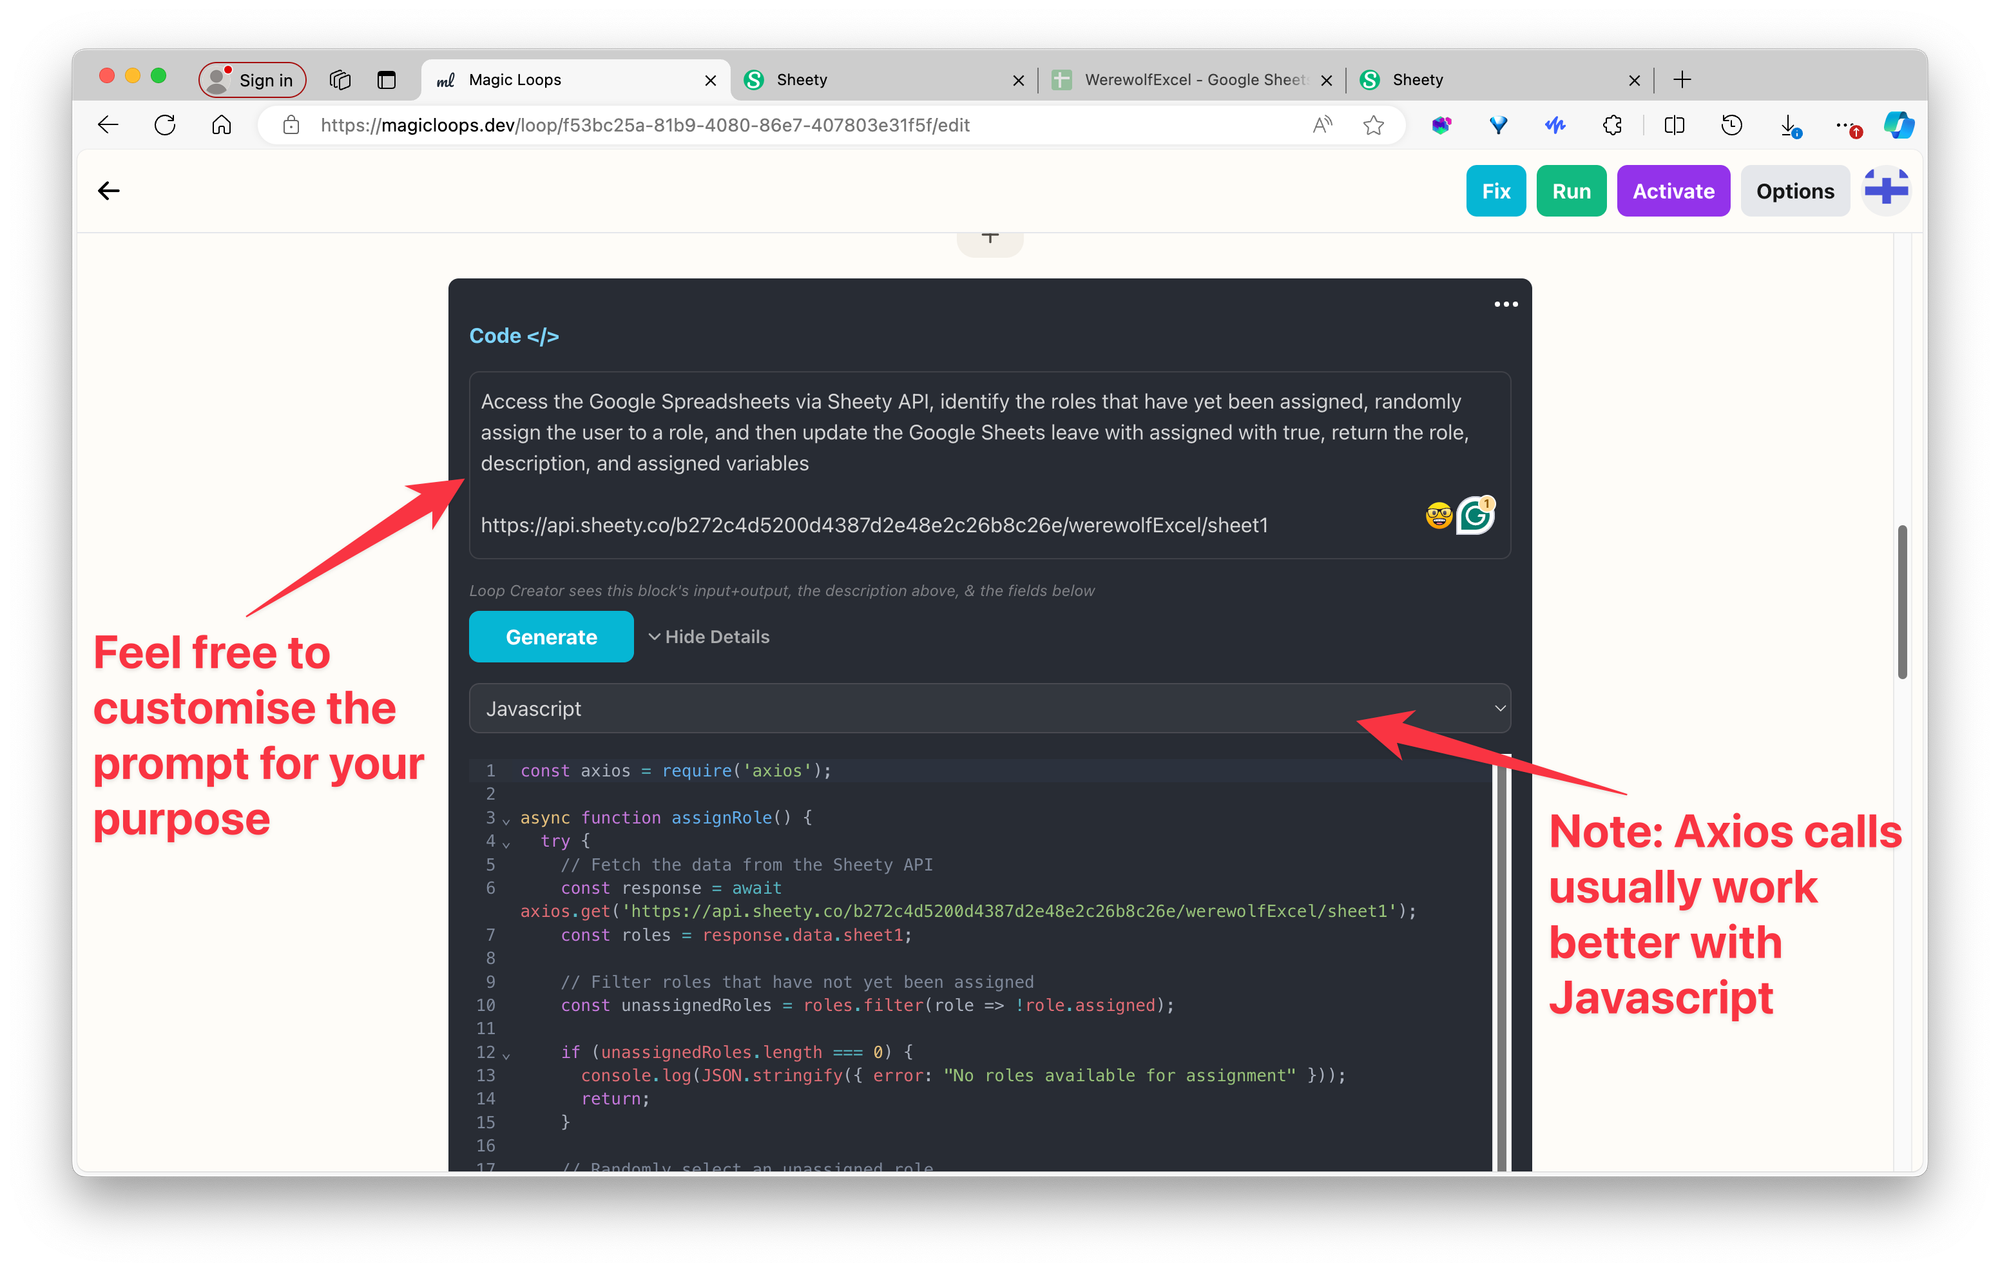 Sign in
ml
Magic Loops
S
Sheety
WerewolfExcel - Google Sheets
S
Sheety
https://magicloops.dev/loop/f53bc25a-81b9-4080-86e7-407803e31f5f/edit
Fix
Run
Activate
Options
Code </>
Access the Google Spreadsheets via Sheety API, identify the roles that have yet been assigned, randomly
assign the user to a role, and then update the Google Sheets leave with assigned with true, return the role,
description, and assigned variables
https://api.sheety.co/b272c4d5200d4387d2e48e2c26b8c26e/werewolfExcel/sheet1
1
Loop Creator sees this block's input+output, the description above, & the fields below
Generate
Hide Details
Javascript
1 const axios = require('axios');
2
3 async function assignRole() {
4 try {
5 // Fetch the data from the Sheety API
6 const response = await
axios.get('https://api.sheety.co/b272c4d5200d4387d2e48e2c26b8c26e/werewolfExcel/sheet1');
7 const roles = response.data.sheet1;
8
9 // Filter roles that have not yet been assigned
10 const unassignedRoles = roles.filter(role => !role.assigned);
11
12 if (unassignedRoles.length === 0) {
13 console.log(JSON.stringify({ error: "No roles available for assignment" }));
14 return;
15 }
16
17 // Randomly select an unassigned role
Feel free to
customise the
prompt for your
purpose
Note: Axios calls
usually work
better with
Javascript